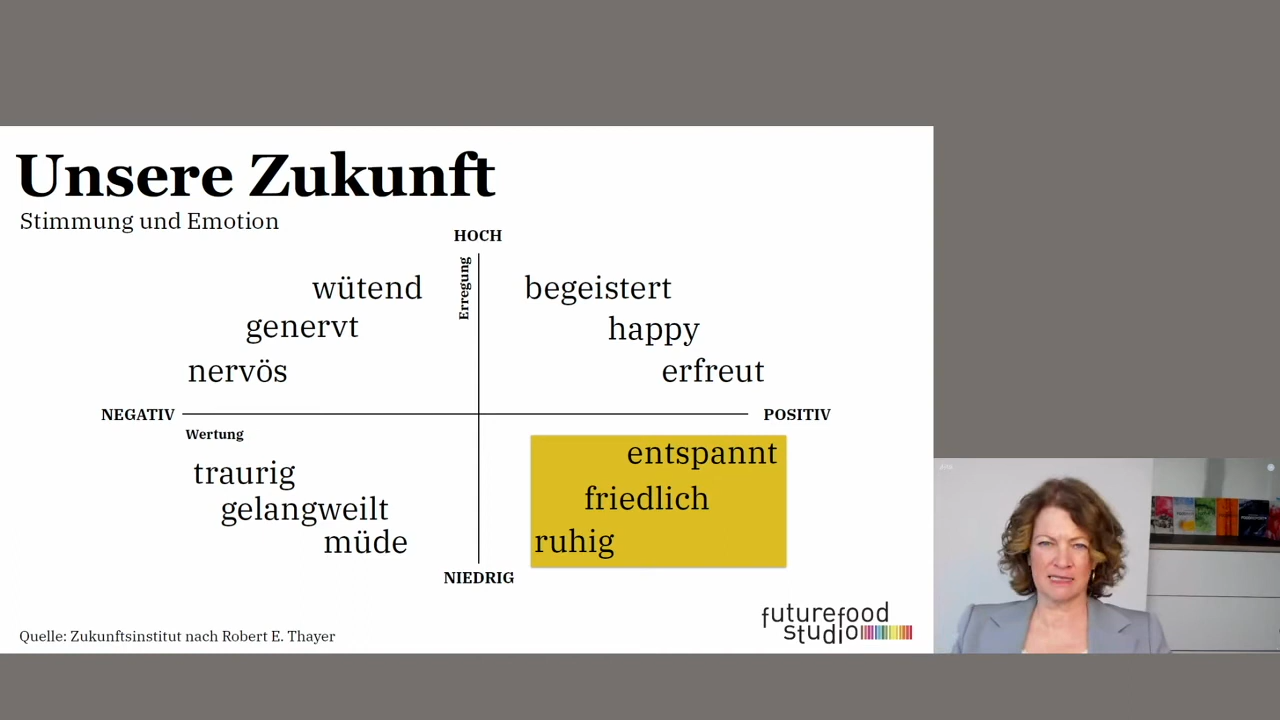 Unsere Zukunft
Stimmung und Emotion
HOCH
Erregung
wütend
begeistert
genervt
happy
nervös
erfreut
NEGATIV
POSITIV
Wertung
entspannt
traurig
friedlich
gelangweilt
ruhig
müde
NIEDRIG
futurefood
studio
Quelle: Zukunftsinstitut nach Robert E. Thayer